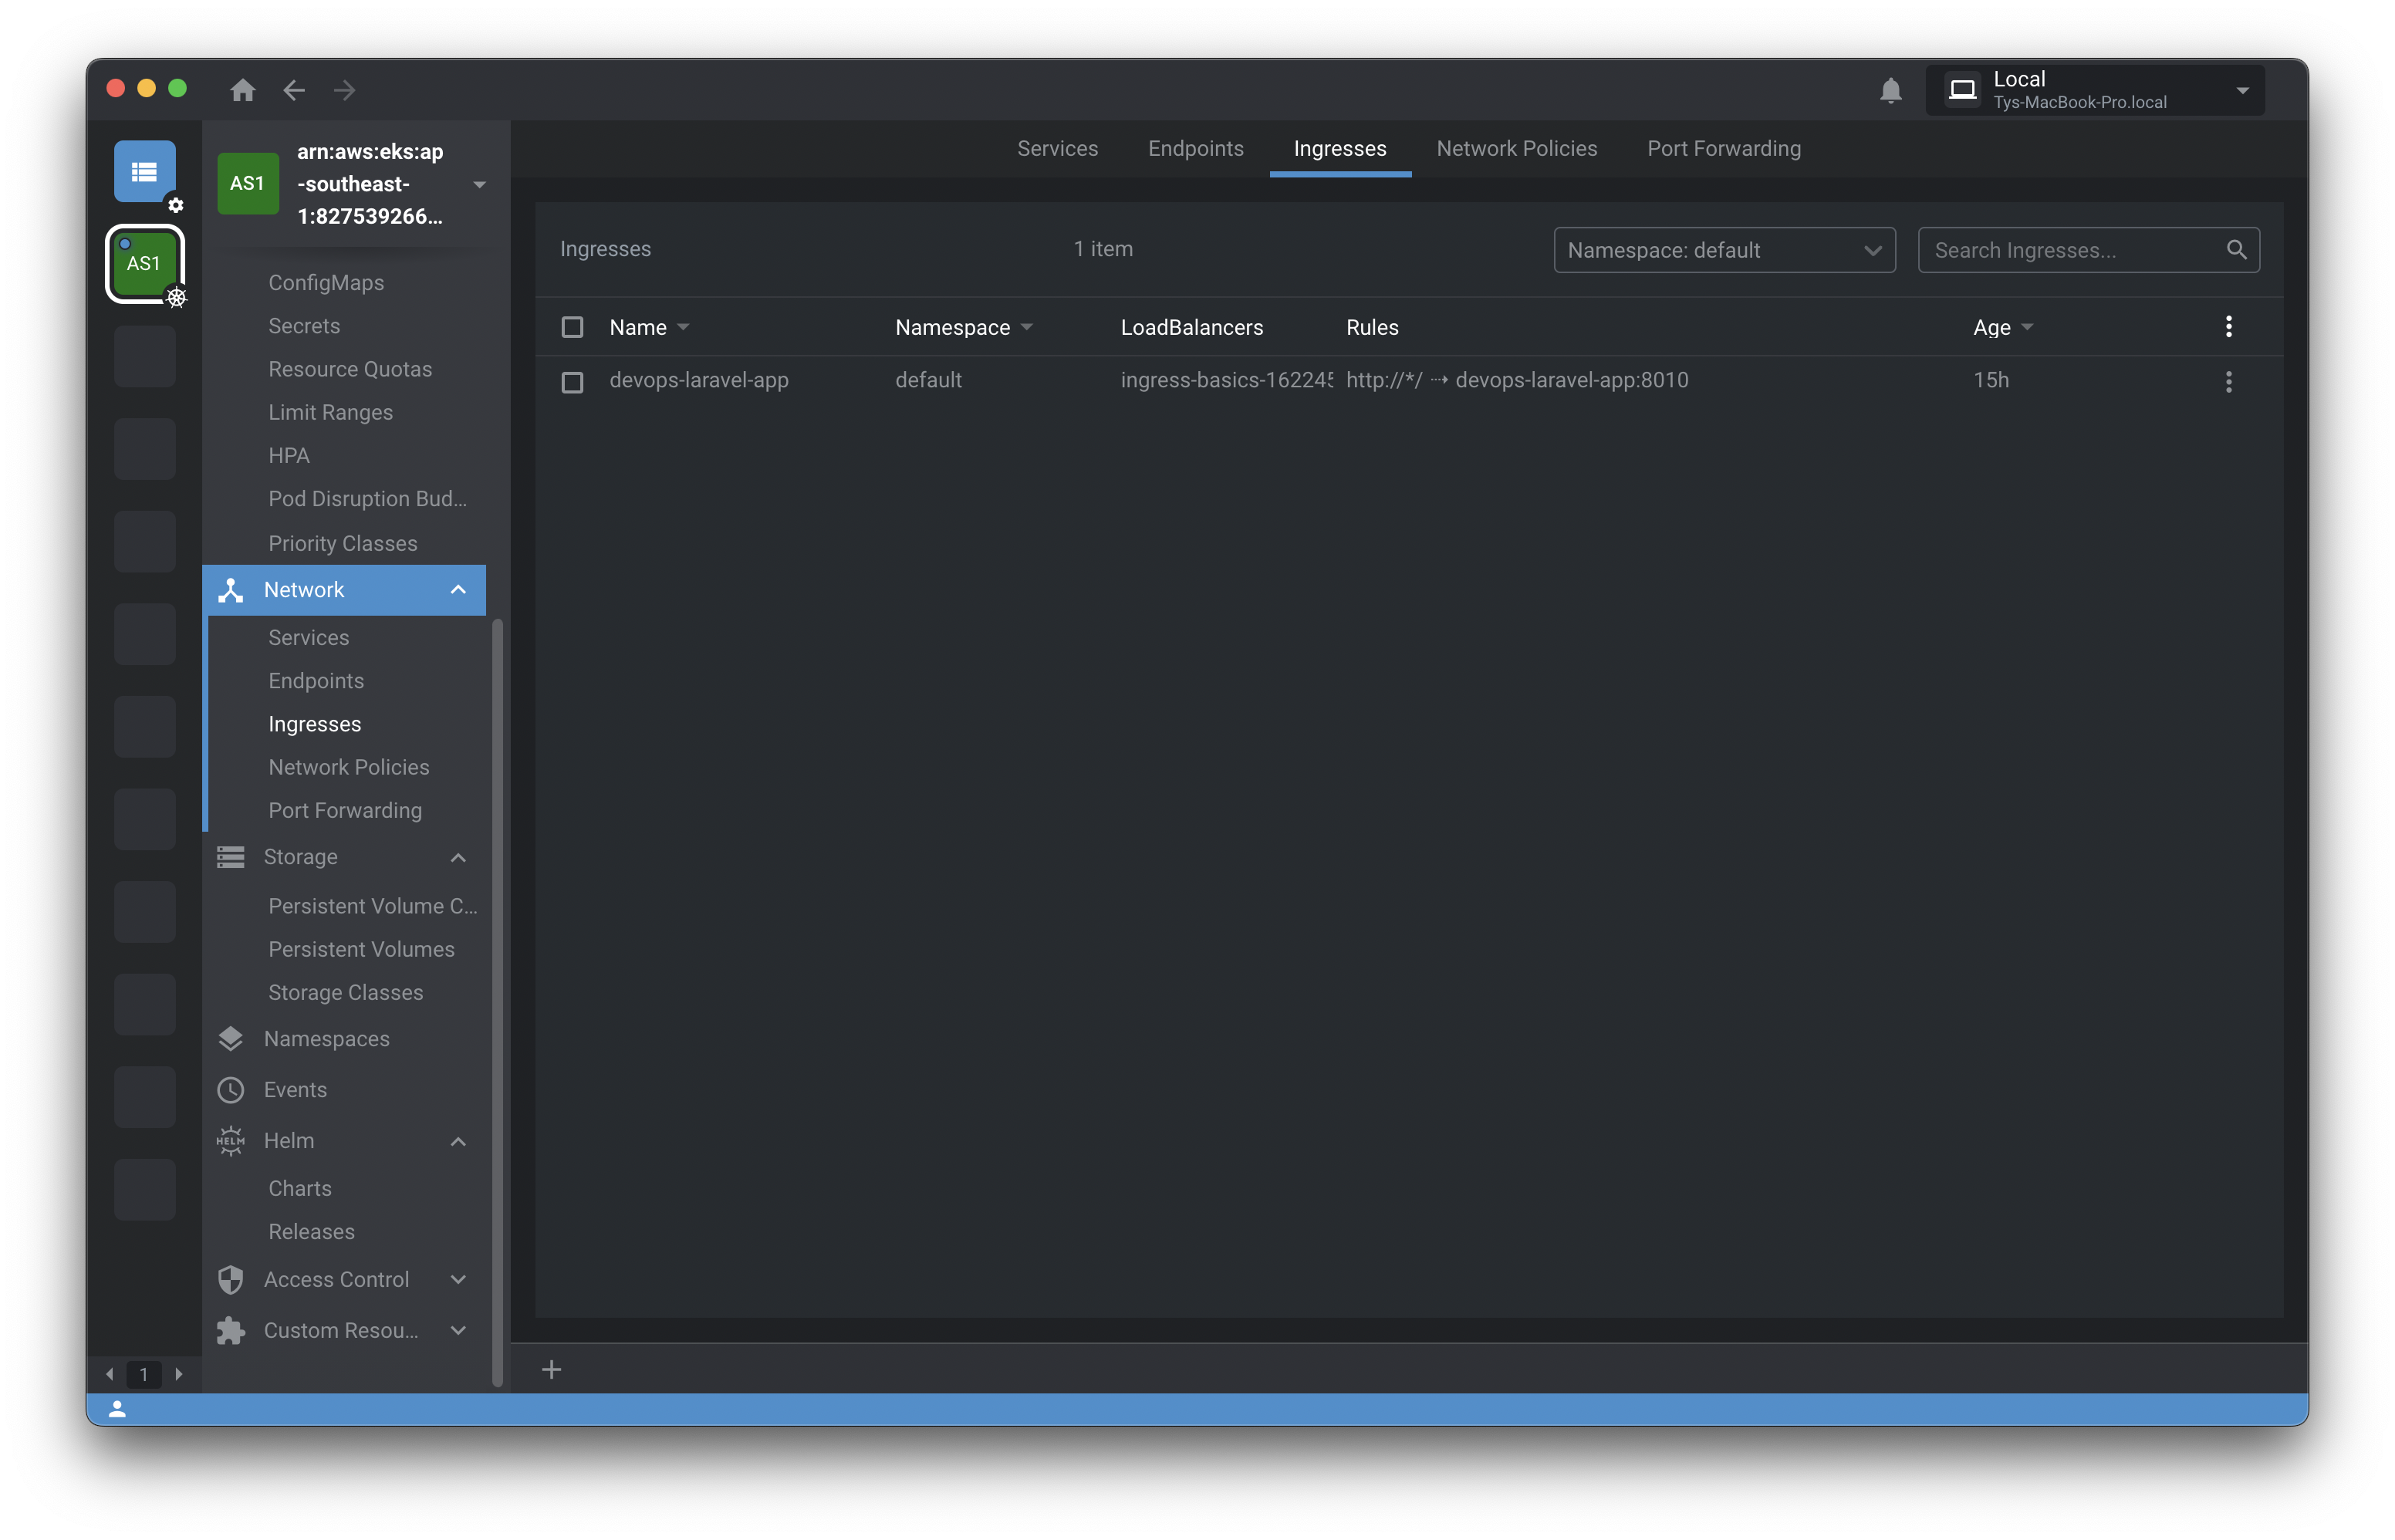 Local
Tys-MacBook-Pro.local
AS1
arn:aws:eks:ap
-southeast-
1:827539266...
AS1
ConfigMaps
Secrets
Resource Quotas
Limit Ranges
HPA
Pod Disruption Bud...
Priority Classes
Network
Services
Endpoints
Ingresses
Network Policies
Port Forwarding
Storage
Persistent Volume C...
Persistent Volumes
Storage Classes
Namespaces
Events
HELM Helm
Charts
Releases
Access Control
Custom Resou...
1
Services Endpoints Ingresses Network Policies Port Forwarding
Ingresses 1 item Namespace: default Search Ingresses...
Name Namespace LoadBalancers Rules Age
devops-laravel-app default ingress-basics-162245 http://*/ ⤑ devops-laravel-app:8010 15h